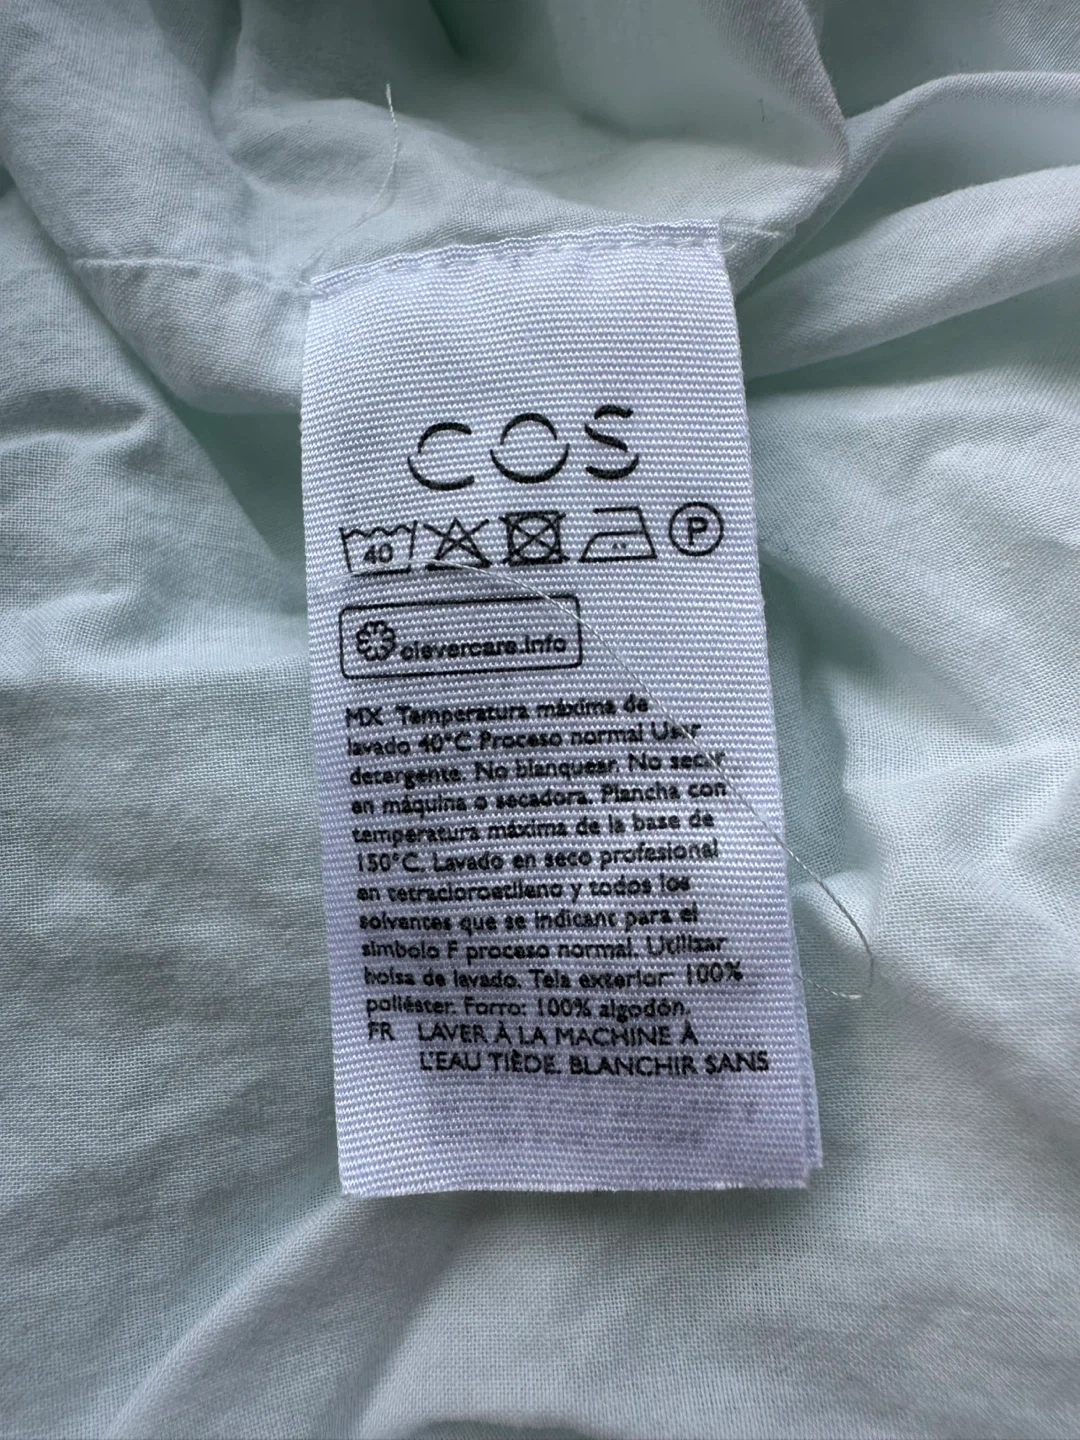 COS
40 P
clevercare.info
MX Temperatura máxima de
lavado 40°C Proceso normal Usar
detergente. No blanquear. No secar
en máquina o secadora. Plancha con
temperatura máxima de la base de
150°C. Lavado en seco profesional
en tetracloroetileno y todos los
solventes que se indicant para el
símbolo F proceso normal. Utilizar
bolsa de lavado. Tela exterior: 100%
poliéster. Forro: 100% algodón.
FR LAVER À LA MACHINE À
L'EAU TIÈDE. BLANCHIR SANS